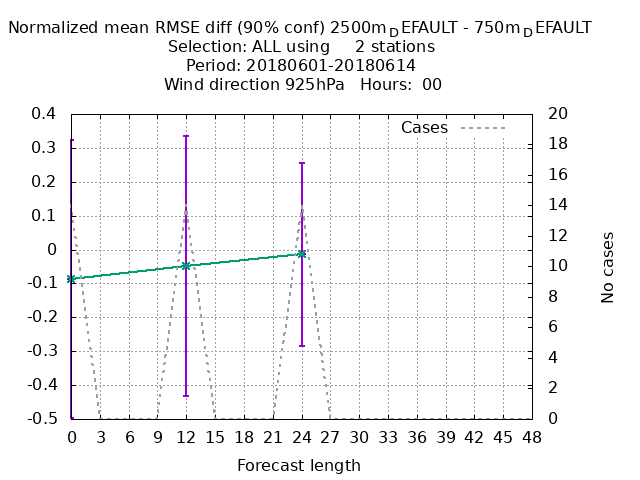 Normalized mean RMSE diff (90% conf) 2500m_DEFAULT - 750m_DEFAULT
Selection: ALL using 2 stations
Period: 20180601-20180614
Wind direction 925hPa Hours: 00
Cases
0.4
0.3
0.2
0.1
0
-0.1
-0.2
-0.3
-0.4
-0.5
20
18
16
14
12
10
8
6
4
2
0
No cases
0 3 6 9 12 15 18 21 24 27 30 33 36 39 42 45 48
Forecast length